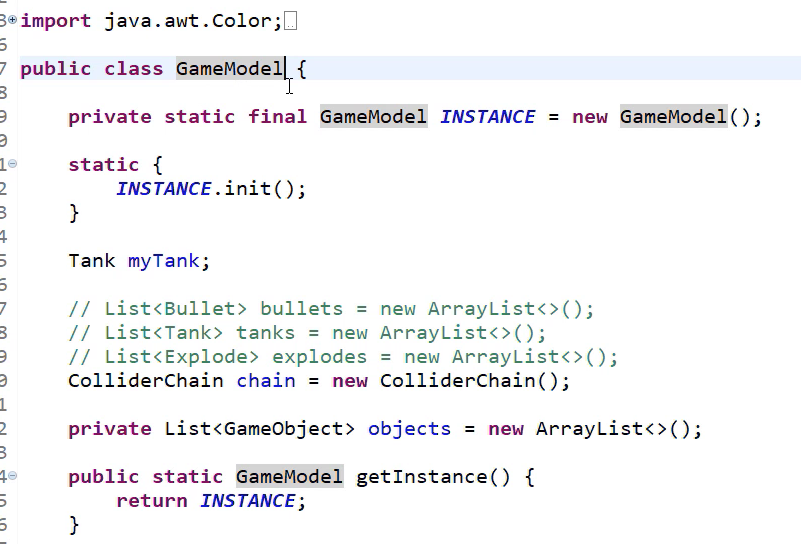 3 import java.awt.Color;
6
7 public class GameModel {
8
9 private static final GameModel INSTANCE = new GameModel();
0
1 static {
2 INSTANCE.init();
3 }
4
5 Tank myTank;
6
7 // List<Bullet> bullets = new ArrayList<>();
8 // List<Tank> tanks = new ArrayList<>();
9 // List<Explode> explodes = new ArrayList<>();
0 ColliderChain chain = new ColliderChain();
1
2 private List<GameObject> objects = new ArrayList<>();
3
4 public static GameModel getInstance() {
5 return INSTANCE;
6 }